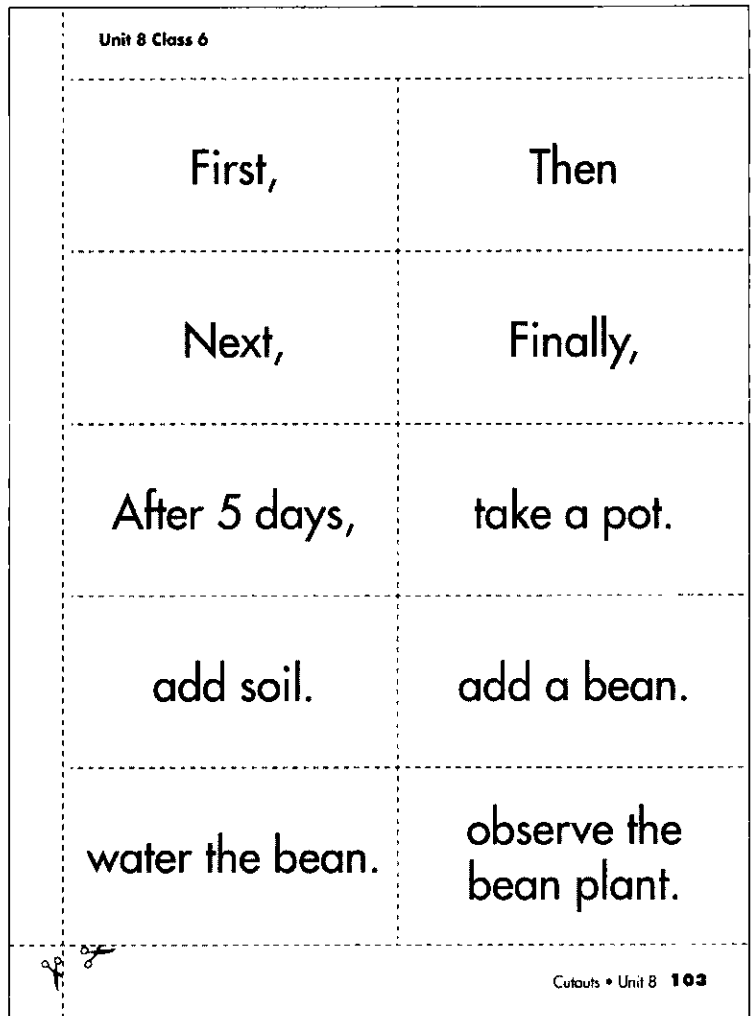 Unit 8 Class 6
First,
Then
Next,
Finally,
After 5 days,
take a pot.
add soil.
add a bean.
water the bean.
observe the
bean plant.
Cutouts • Unit 8 103